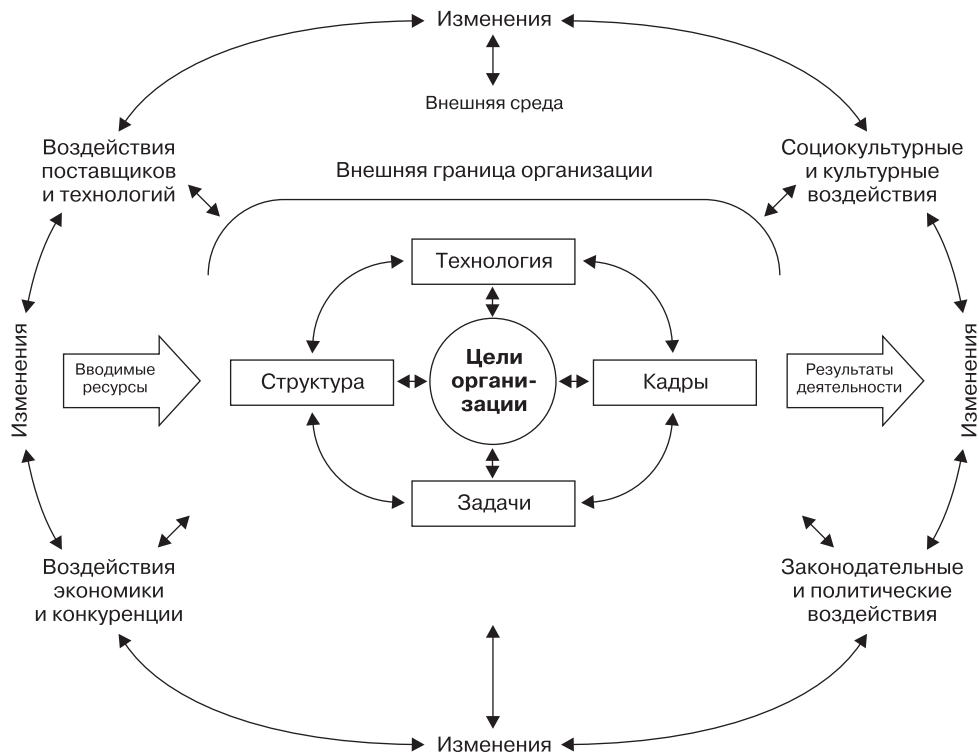 Изменения
Внешняя среда
Воздействия
поставщиков
и технологий
Внешняя граница организации
Социокультурные
и культурные
воздействия
Технология
Изменения
Вводимые
ресурсы
Структура
Цели
органи-
зации
Кадры
Результаты
деятельности
Изменения
Задачи
Воздействия
экономики
и конкуренции
Законодательные
и политические
воздействия
Изменения